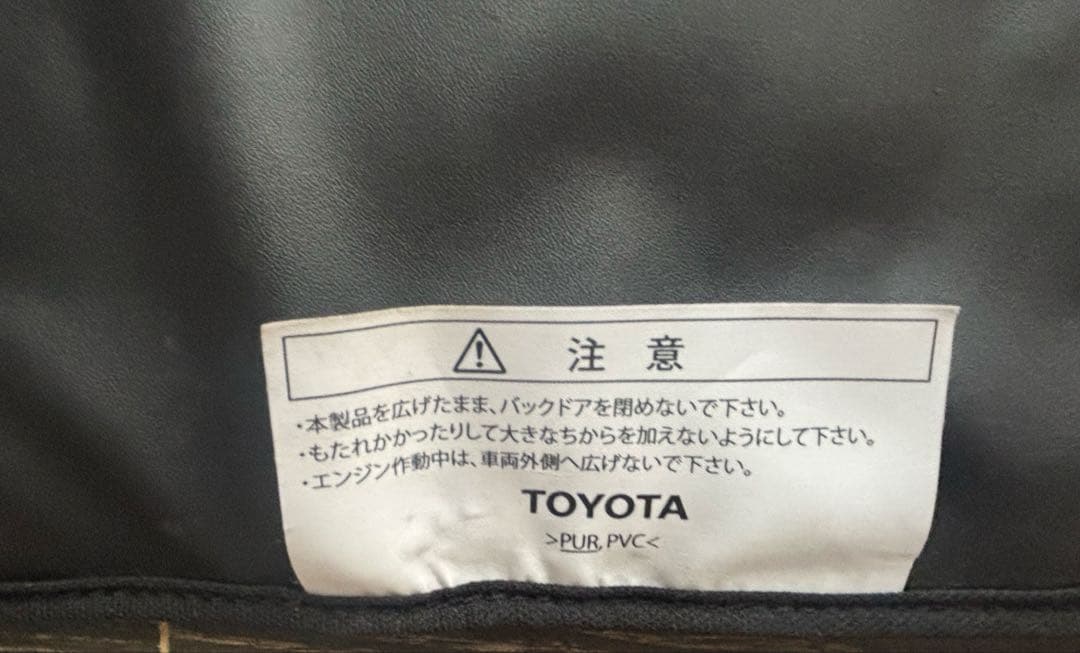 注意
・本製品を広げたまま、バックドアを閉めないで下さい。
・もたれかかったりして大きなちからを加えないようにして下さい。
・エンジン作動中は、車両外側へ広げないで下さい。
TOYOTA
>PUR, PVC<